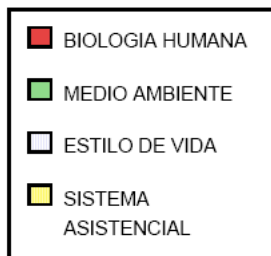 BIOLOGIA HUMANA
MEDIO AMBIENTE
ESTILO DE VIDA
SISTEMA
ASISTENCIAL